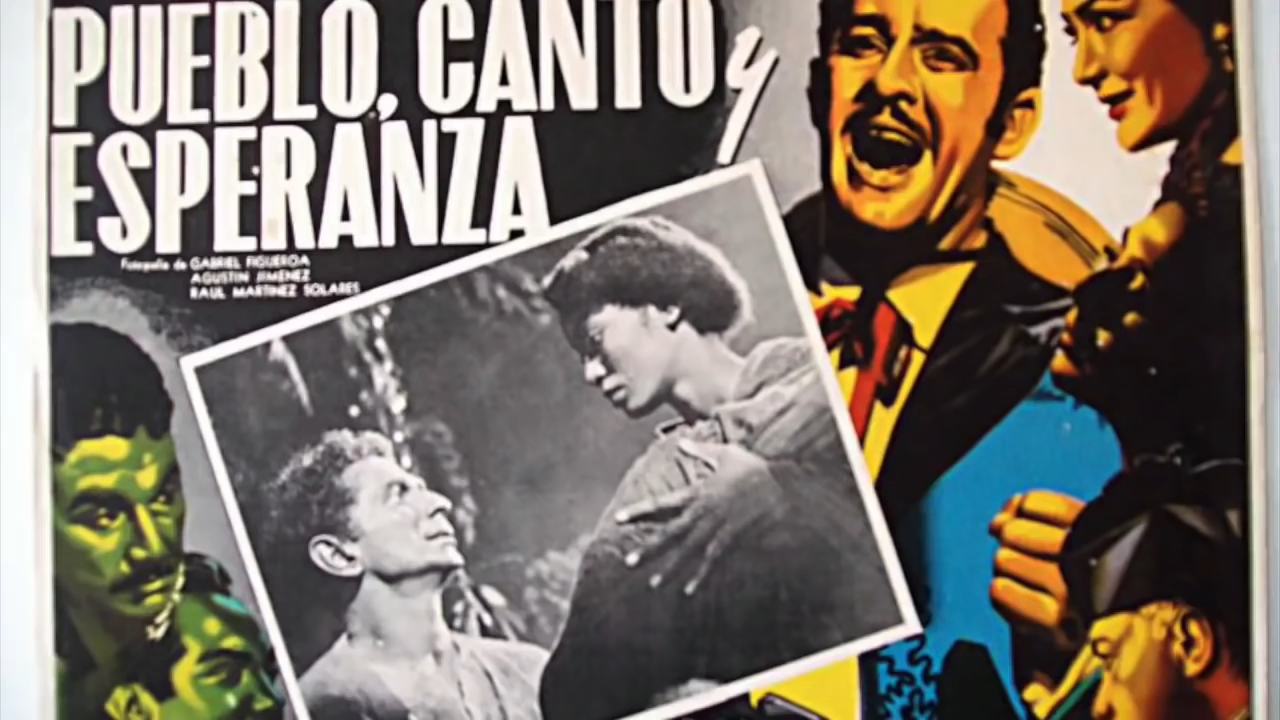 PUEBLO, CANTO y
ESPERANZA
Fotografía de GABRIEL FIGUEROA
AGUSTIN JIMENEZ
RAUL MARTINEZ SOLARES